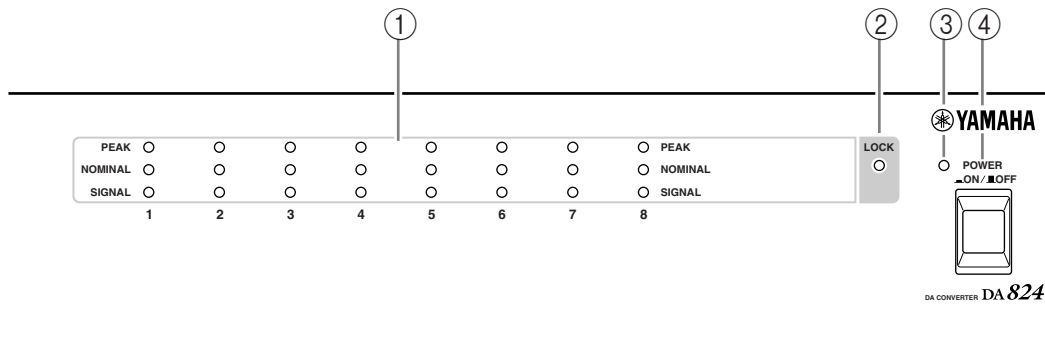 ① ② ③ ④
YAMAHA
PEAK PEAK LOCK
NOMINAL NOMINAL POWER
SIGNAL SIGNAL ON/ OFF
1 2 3 4 5 6 7 8
DA CONVERTER DA824